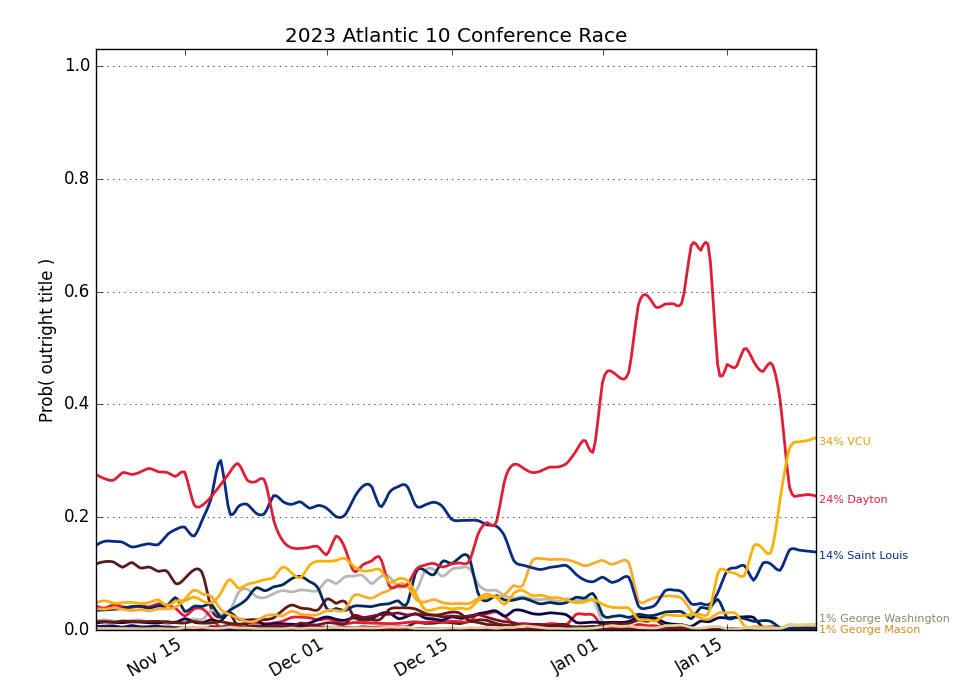 2023 Atlantic 10 Conference Race
Prob( outright title )
1.0
0.8
0.6
0.4
0.2
0.0
Nov 15
Dec 01
Dec 15
Jan 01
Jan 15
34% VCU
24% Dayton
14% Saint Louis
1% George Washington
1% George Mason